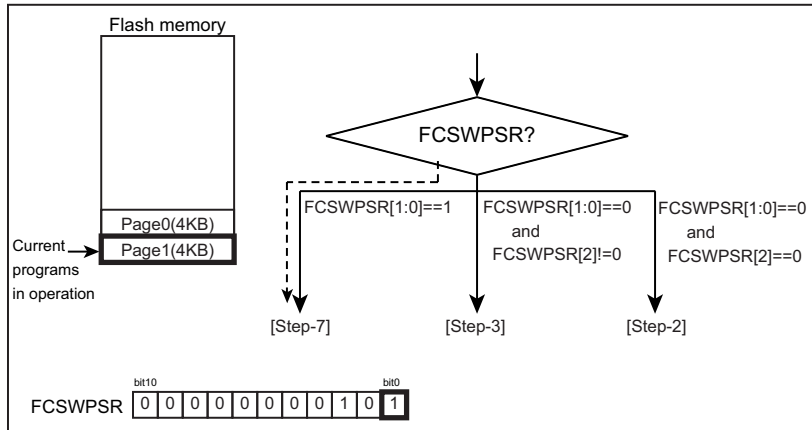 Flash memory
Page0(4KB)
Page1(4KB)
Current
programs
in operation
FCSWPSR?
FCSWPSR[1:0]==1
FCSWPSR[1:0]==0
and
FCSWPSR[2]!=0
FCSWPSR[1:0]==0
and
FCSWPSR[2]==0
[Step-7]
[Step-3]
[Step-2]
bit10
bit0
FCSWPSR 0 0 0 0 0 0 0 0 1 0 1